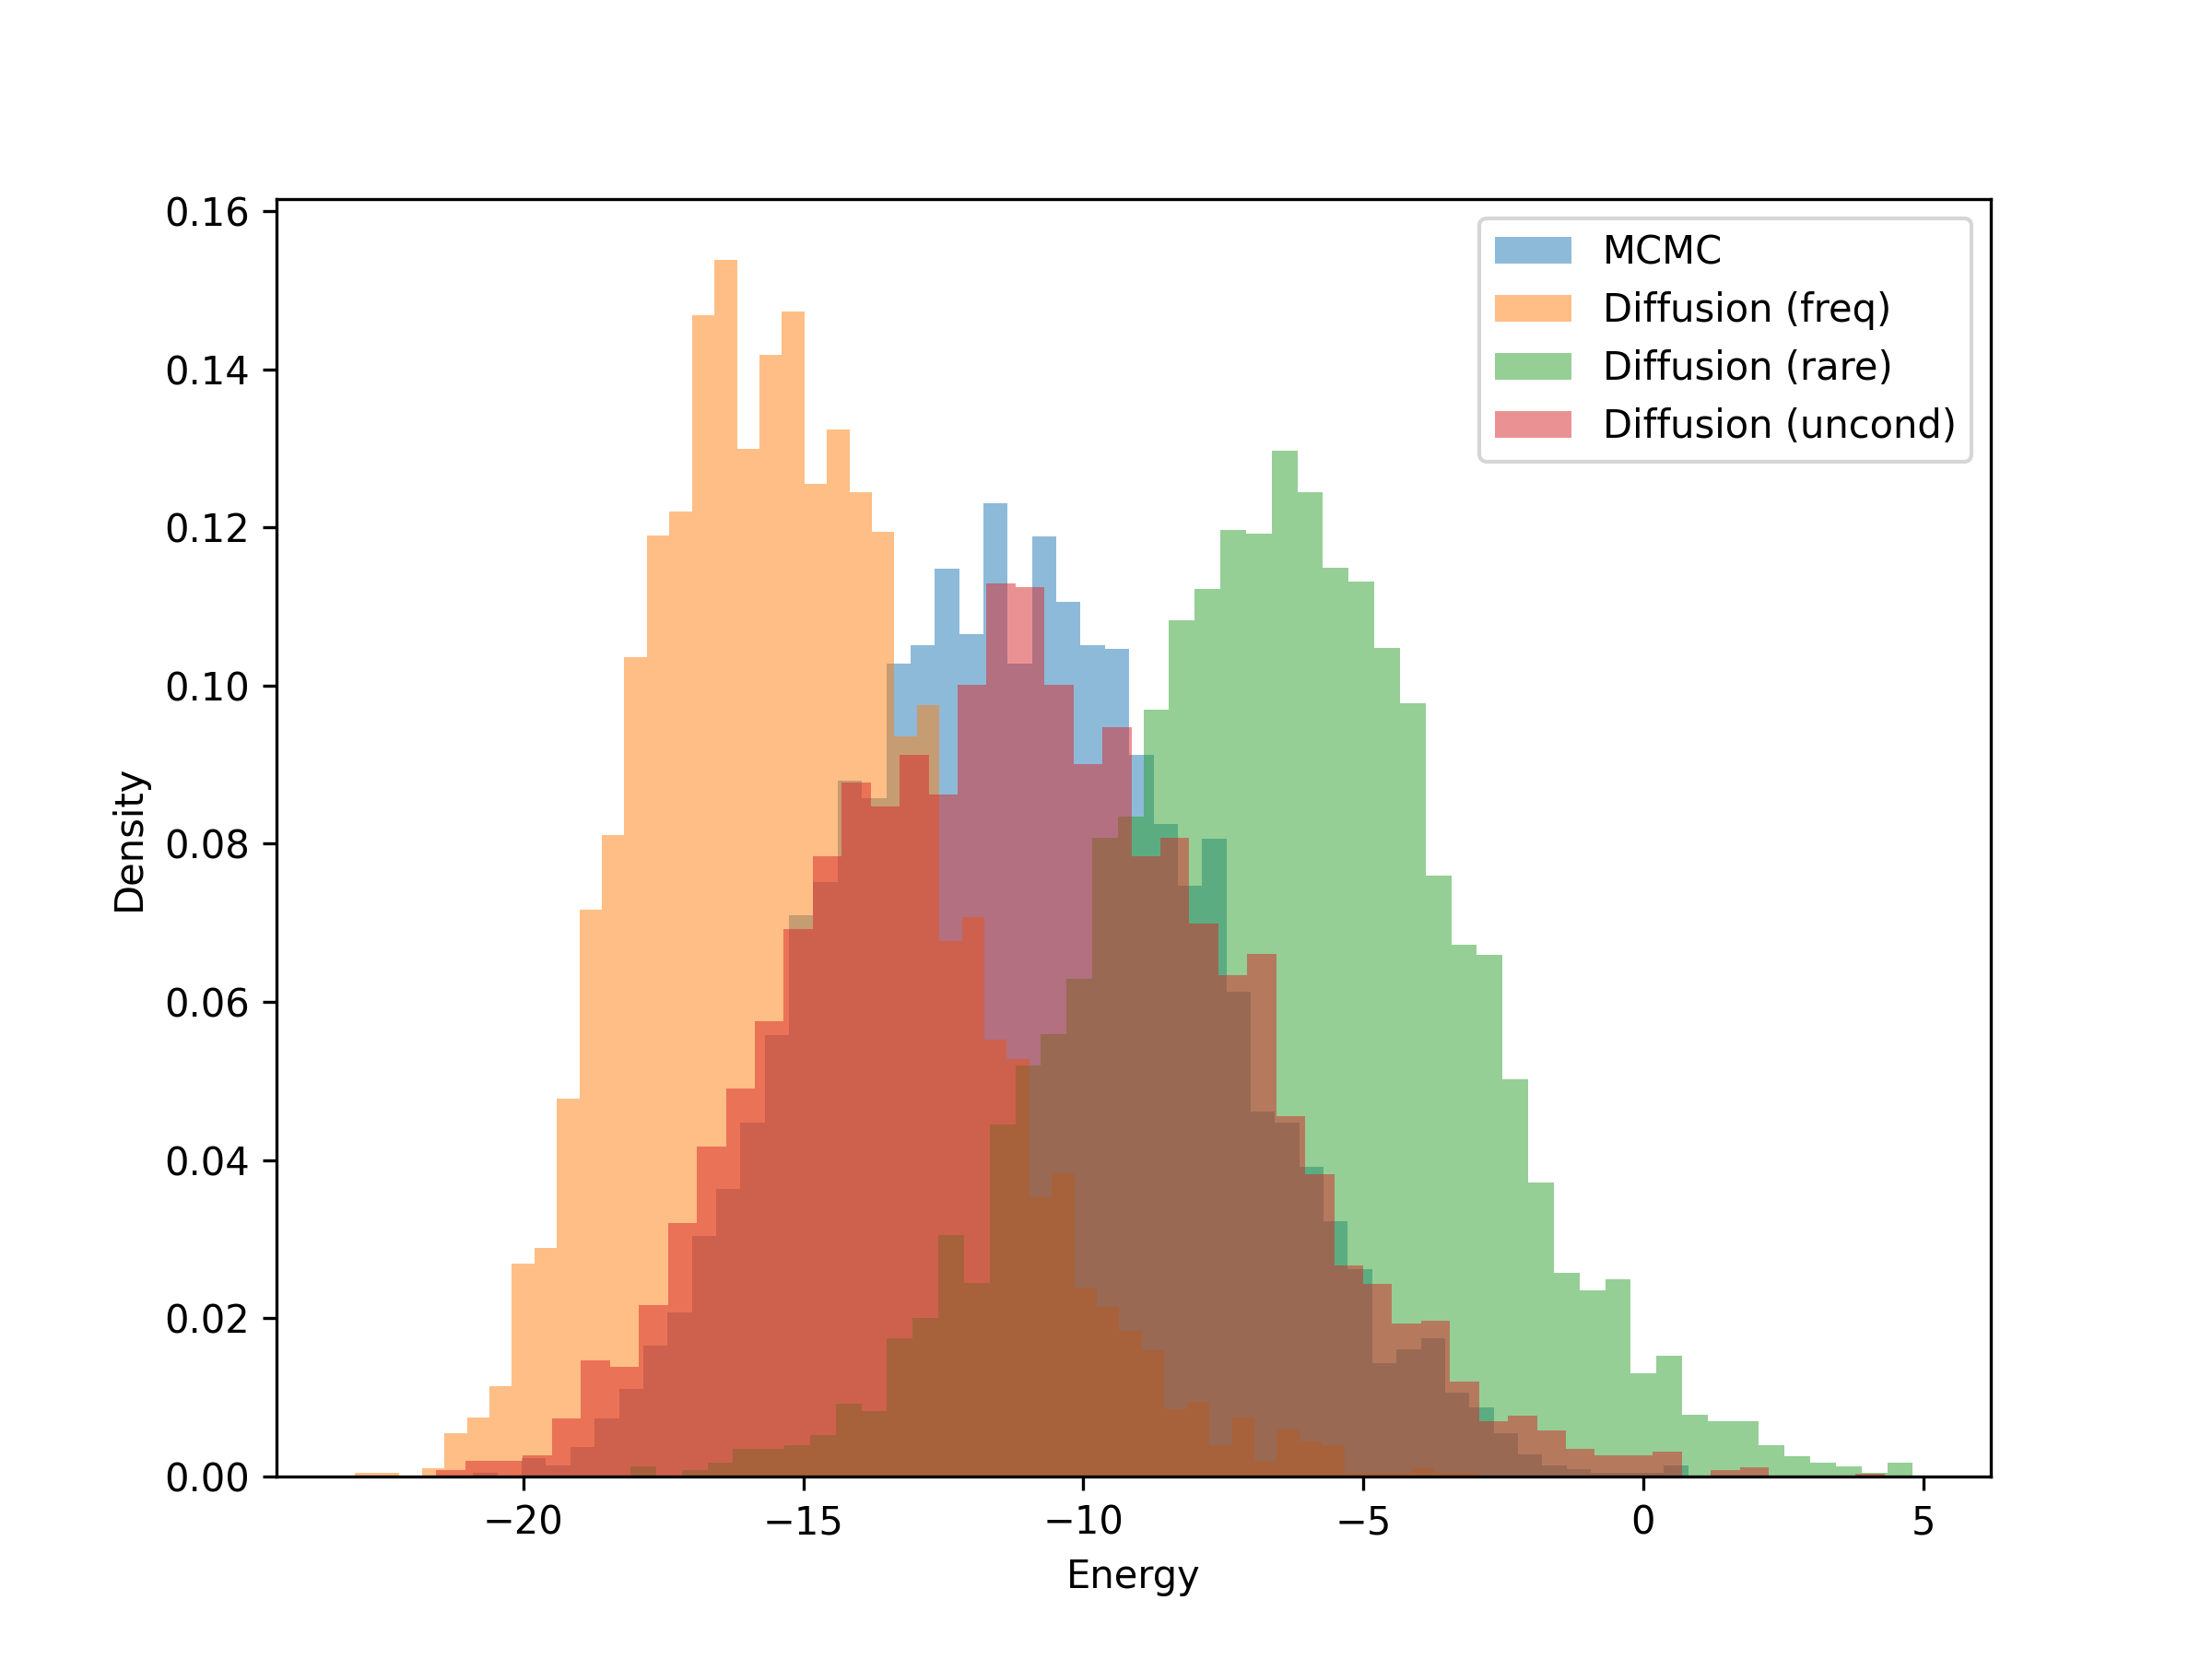 MCMC
Diffusion (freq)
Diffusion (rare)
Diffusion (uncond)
0.16
0.14
0.12
0.10
0.08
0.06
0.04
0.02
0.00
Density
−20 −15 −10 −5 0 5
Energy